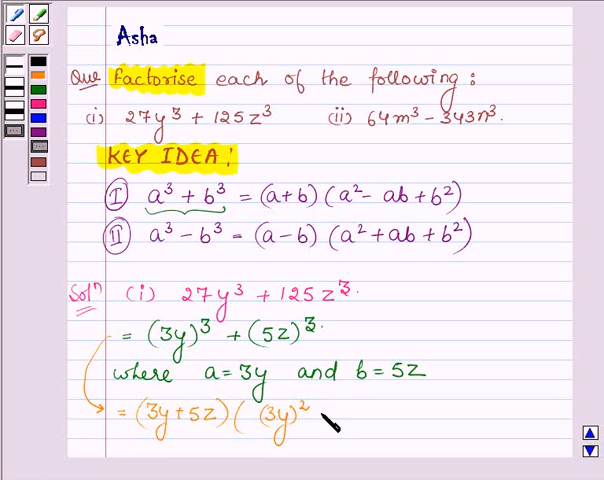 Asha
Que Factorise each of the following :
(i) 27y³ + 125z³ (ii) 64m³ - 343n³.
KEY IDEA :
I a³ + b³ = (a+b) (a² - ab + b²)
II a³ - b³ = (a-b) (a² + ab + b²)
Solⁿ (i) 27y³ + 125z³.
= (3y)³ + (5z)³.
where a = 3y and b = 5z
= (3y + 5z) ( (3y)²